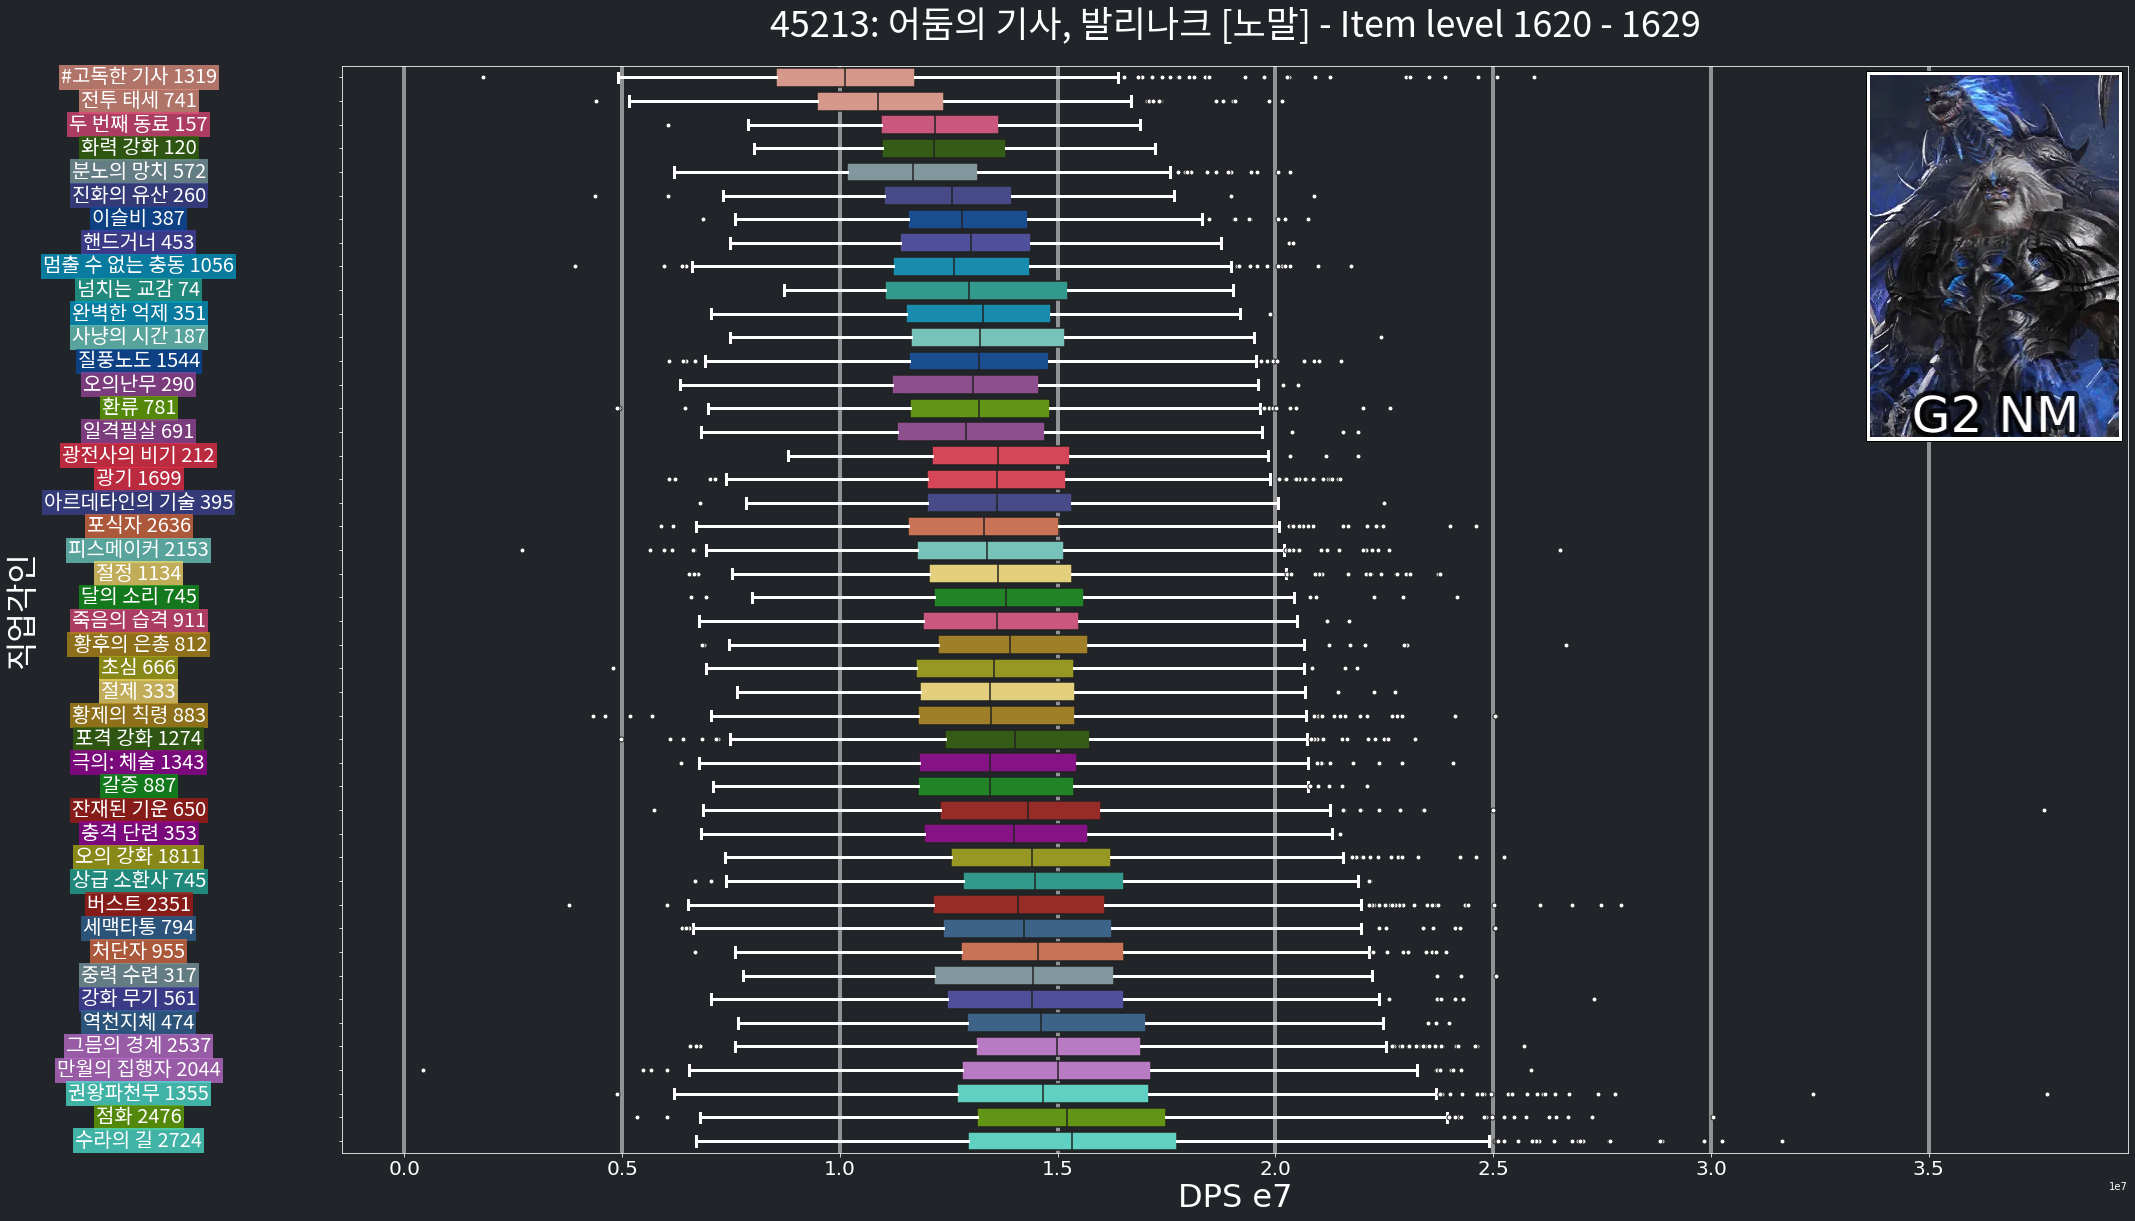 45213: 어둠의 기사, 발리나크 [노말] - Item level 1620 - 1629
직업각인
#고독한 기사 1319
전투 태세 741
두 번째 동료 157
화력 강화 120
분노의 망치 572
진화의 유산 260
이슬비 387
핸드거너 453
멈출 수 없는 충동 1056
넘치는 교감 74
완벽한 억제 351
사냥의 시간 187
질풍노도 1544
오의난무 290
환류 781
일격필살 691
광전사의 비기 212
광기 1699
아르데타인의 기술 395
포식자 2636
피스메이커 2153
절정 1134
달의 소리 745
죽음의 습격 911
황후의 은총 812
초심 666
절제 333
황제의 칙령 883
포격 강화 1274
극의: 체술 1343
갈증 887
잔재된 기운 650
충격 단련 353
오의 강화 1811
상급 소환사 745
버스트 2351
세맥타통 794
처단자 955
중력 수련 317
강화 무기 561
역천지체 474
그믐의 경계 2537
만월의 집행자 2044
권왕파천무 1355
점화 2476
수라의 길 2724
G2 NM
0.0 0.5 1.0 1.5 2.0 2.5 3.0 3.5
DPS e7
1e7